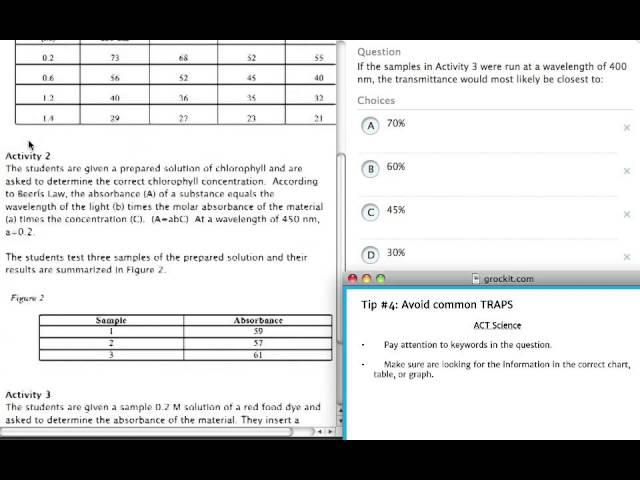 0.2 73 68 52 55
0.6 56 52 45 40
1.2 40 36 35 32
1.4 29 27 23 21
Activity 2
The students are given a prepared solution of chlorophyll and are
asked to determine the correct chlorophyll concentration. According
to Beer's Law, the absorbance (A) of a substance equals the
wavelength of the light (b) times the molar absorbance of the material
(a) times the concentration (C). (A=abC) At a wavelength of 450 nm,
a=0.2.
The students test three samples of the prepared solution and their
results are summarized in Figure 2.
Figure 2
Sample Absorbance
1 59
2 57
3 61
Activity 3
The students are given a sample 0.2 M solution of a red food dye and
asked to determine the absorbance of the material. They insert a
Question
If the samples in Activity 3 were run at a wavelength of 400
nm, the transmittance would most likely be closest to:
Choices
A 70%
B 60%
C 45%
D 30%
grockit.com
Tip #4: Avoid common TRAPS
ACT Science
• Pay attention to keywords in the question.
• Make sure are looking for the information in the correct chart,
table, or graph.